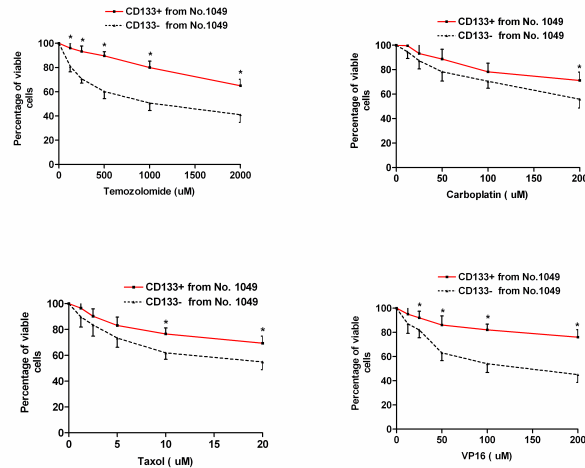 CD133+ from No.1049
CD133- from No.1049
* * * * *
Percentage of viable
cells
100
80
60
40
20
0
0 500 1000 1500 2000
Temozolomide (uM)
CD133+ from No.1049
CD133- from No.1049
*
Percentage of viable
cells
100
80
60
40
20
0
0 50 100 150 200
Carboplatin ( uM)
CD133+ from No. 1049
CD133- from No. 1049
* *
Percentage of viable
cells
100
80
60
40
20
0
0 5 10 15 20
Taxol ( uM)
CD133+ from No.1049
CD133- from No.1049
* * * *
Percentage of viable
cells
100
80
60
40
20
0
0 50 100 150 200
VP16 ( uM)